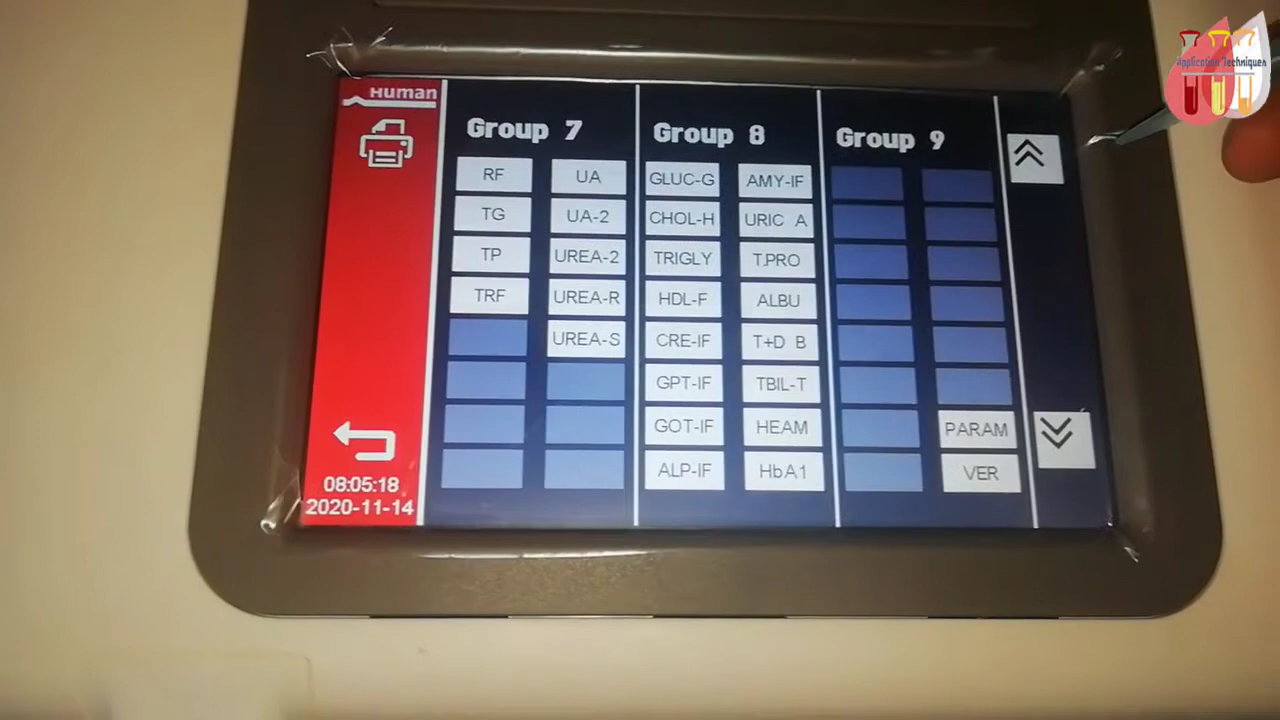 Human
Application Techniques
Group 7
RF
UA
TG
UA-2
TP
UREA-2
TRF
UREA-R
UREA-S
Group 8
GLUC-G
AMY-IF
CHOL-H
URIC A
TRIGLY
T.PRO
HDL-F
ALBU
CRE-IF
T+D B
GPT-IF
TBIL-T
GOT-IF
HEAM
ALP-IF
HbA1
Group 9
PARAM
VER
08:05:18
2020-11-14